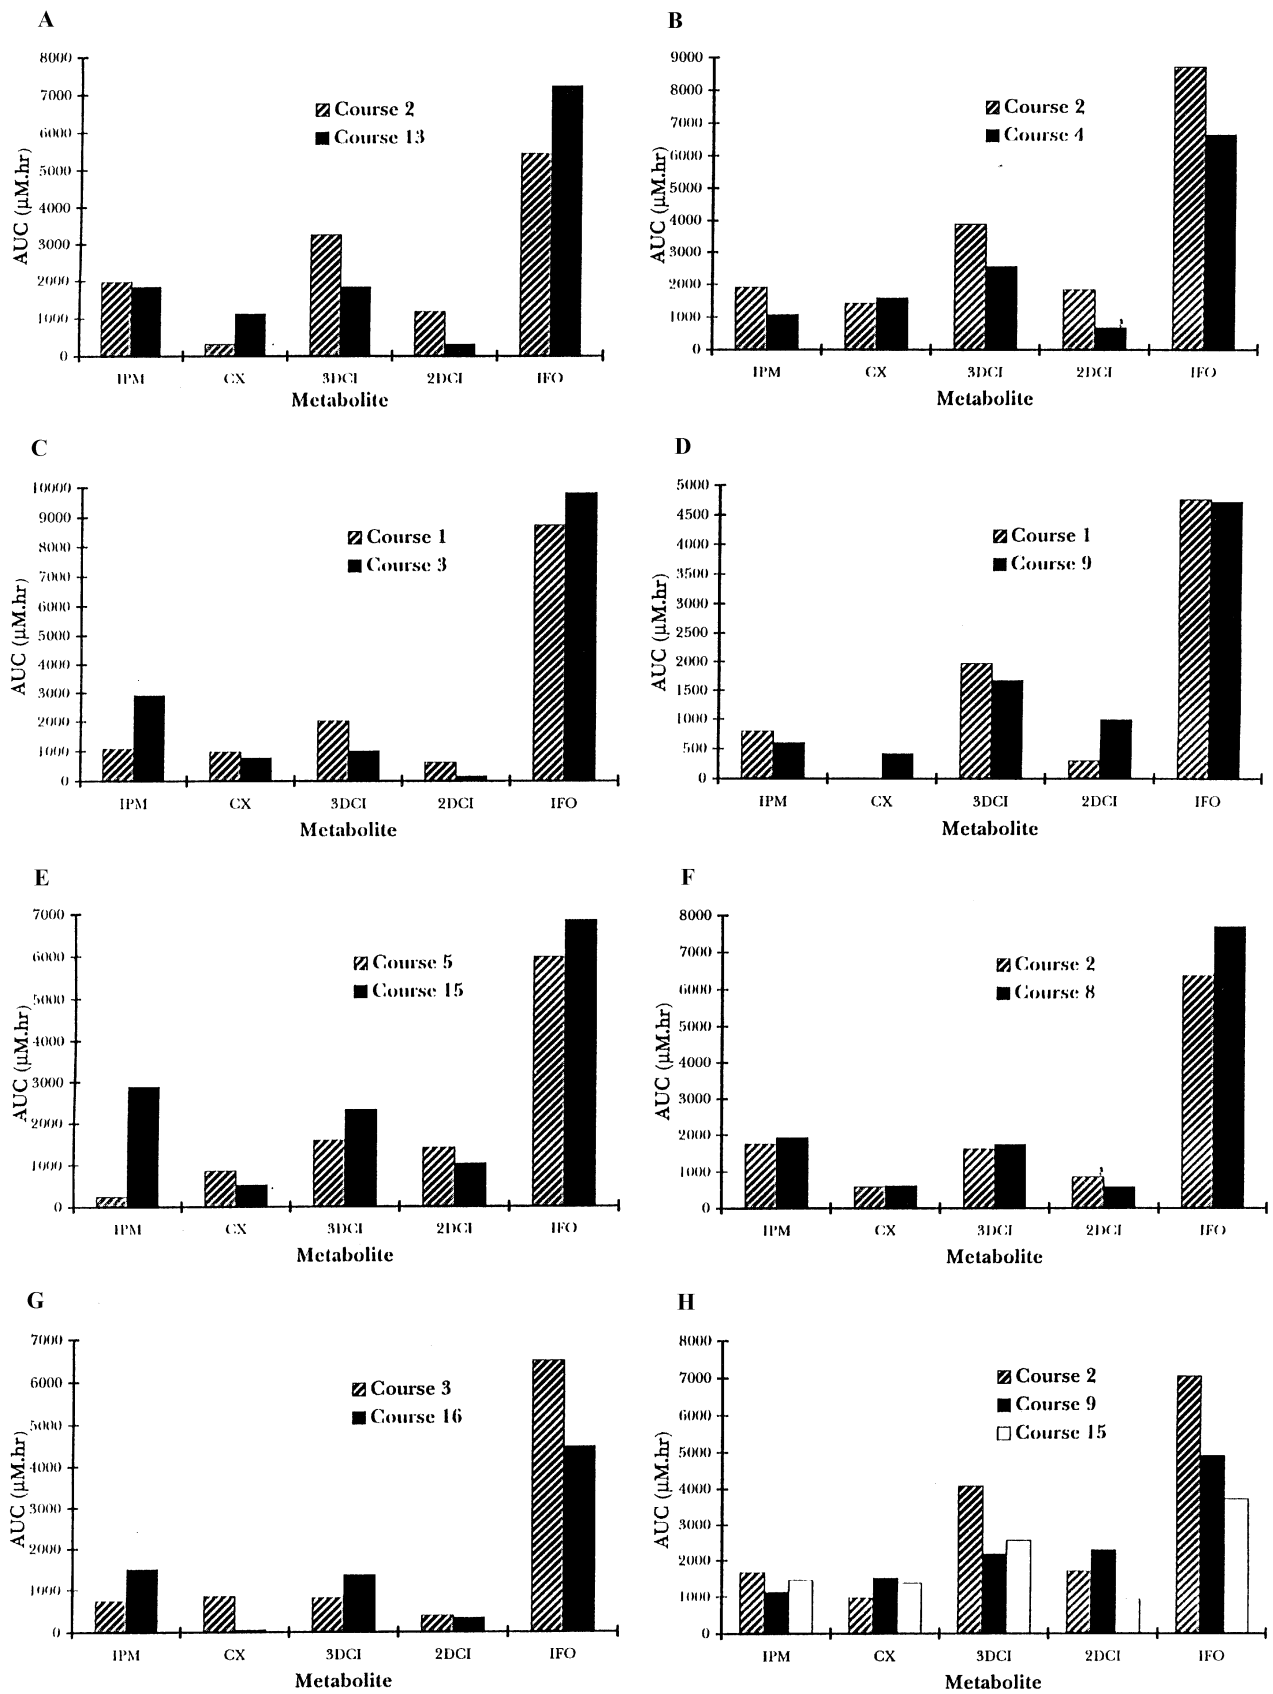 A
8000
7000
6000
5000
4000
3000
2000
1000
0
AUC (µM.hr)
Course 2
Course 13
IPM CX 3DCI 2DCI IFO
Metabolite
B
9000
8000
7000
6000
5000
4000
3000
2000
1000
0
AUC (µM.hr)
Course 2
Course 4
IPM CX 3DCI 2DCI IFO
Metabolite
C
10000
9000
8000
7000
6000
5000
4000
3000
2000
1000
0
AUC (µM.hr)
Course 1
Course 3
IPM CX 3DCI 2DCI IFO
Metabolite
D
5000
4500
4000
3500
3000
2500
2000
1500
1000
500
0
AUC (µM.hr)
Course 1
Course 9
IPM CX 3DCI 2DCI IFO
Metabolite
E
7000
6000
5000
4000
3000
2000
1000
0
AUC (µM.hr)
Course 5
Course 15
IPM CX 3DCI 2DCI IFO
Metabolite
F
8000
7000
6000
5000
4000
3000
2000
1000
0
AUC (µM.hr)
Course 2
Course 8
IPM CX 3DCI 2DCI IFO
Metabolite
G
7000
6000
5000
4000
3000
2000
1000
0
AUC (µM.hr)
Course 3
Course 16
IPM CX 3DCI 2DCI IFO
Metabolite
H
8000
7000
6000
5000
4000
3000
2000
1000
0
AUC (µM.hr)
Course 2
Course 9
Course 15
IPM CX 3DCI 2DCI IFO
Metabolite